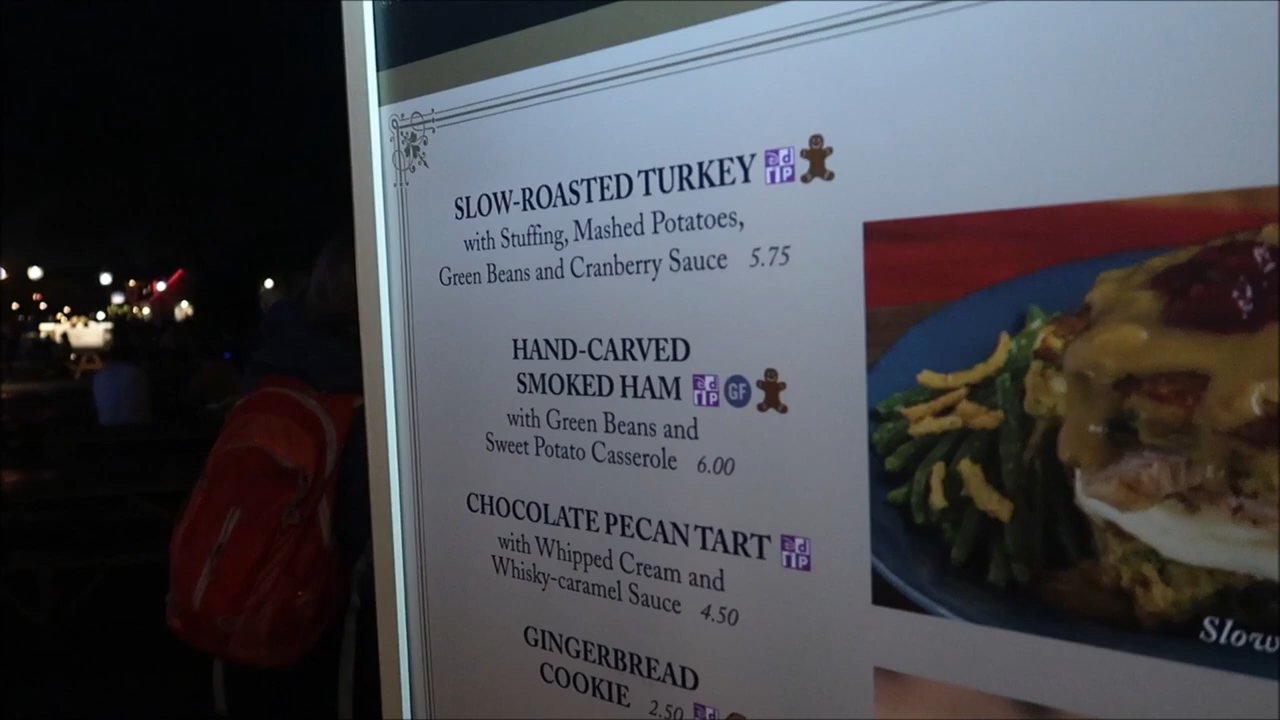 SLOW-ROASTED TURKEY
with Stuffing, Mashed Potatoes,
Green Beans and Cranberry Sauce 5.75
HAND-CARVED
SMOKED HAM GF
with Green Beans and
Sweet Potato Casserole 6.00
CHOCOLATE PECAN TART
with Whipped Cream and
Whisky-caramel Sauce 4.50
GINGERBREAD
COOKIE 2.50
Slow